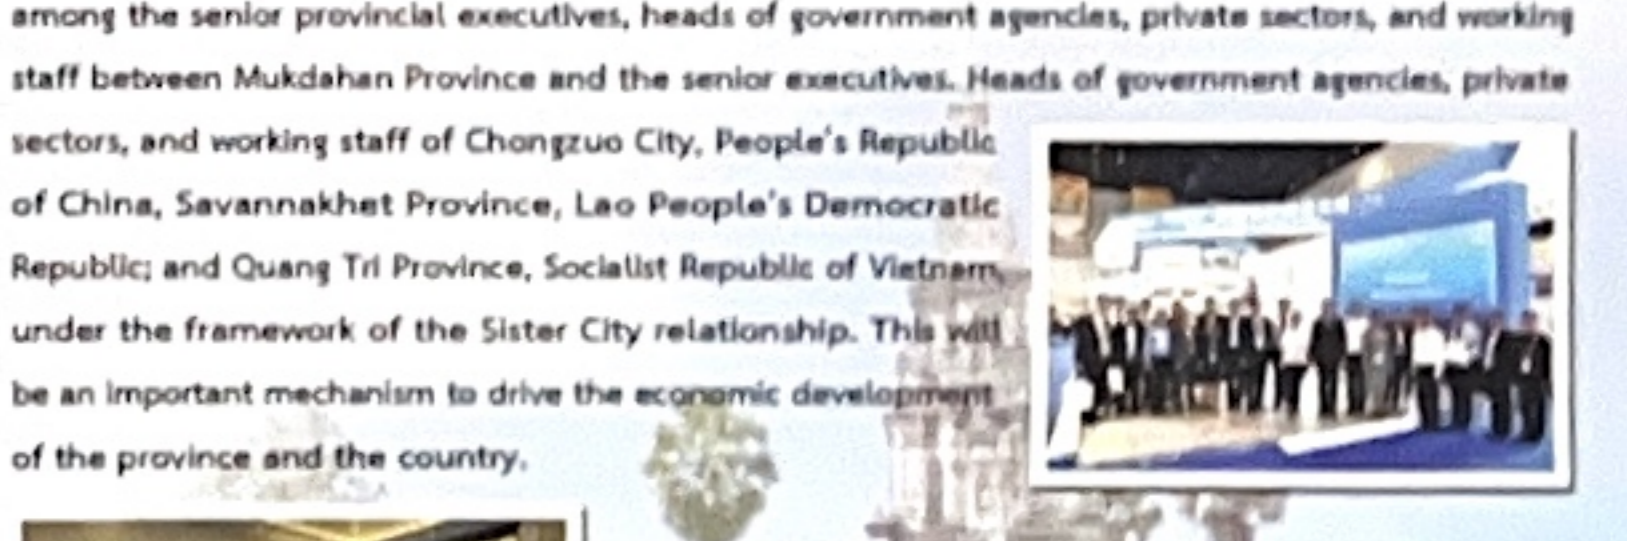 among the senior provincial executives, heads of government agencies, private sectors, and working
staff between Mukdahan Province and the senior executives. Heads of government agencies, private
sectors, and working staff of Chongzuo City, People's Republic
of China, Savannakhet Province, Lao People's Democratic
Republic; and Quang Tri Province, Socialist Republic of Vietnam,
under the framework of the Sister City relationship. This will
be an important mechanism to drive the economic development
of the province and the country.